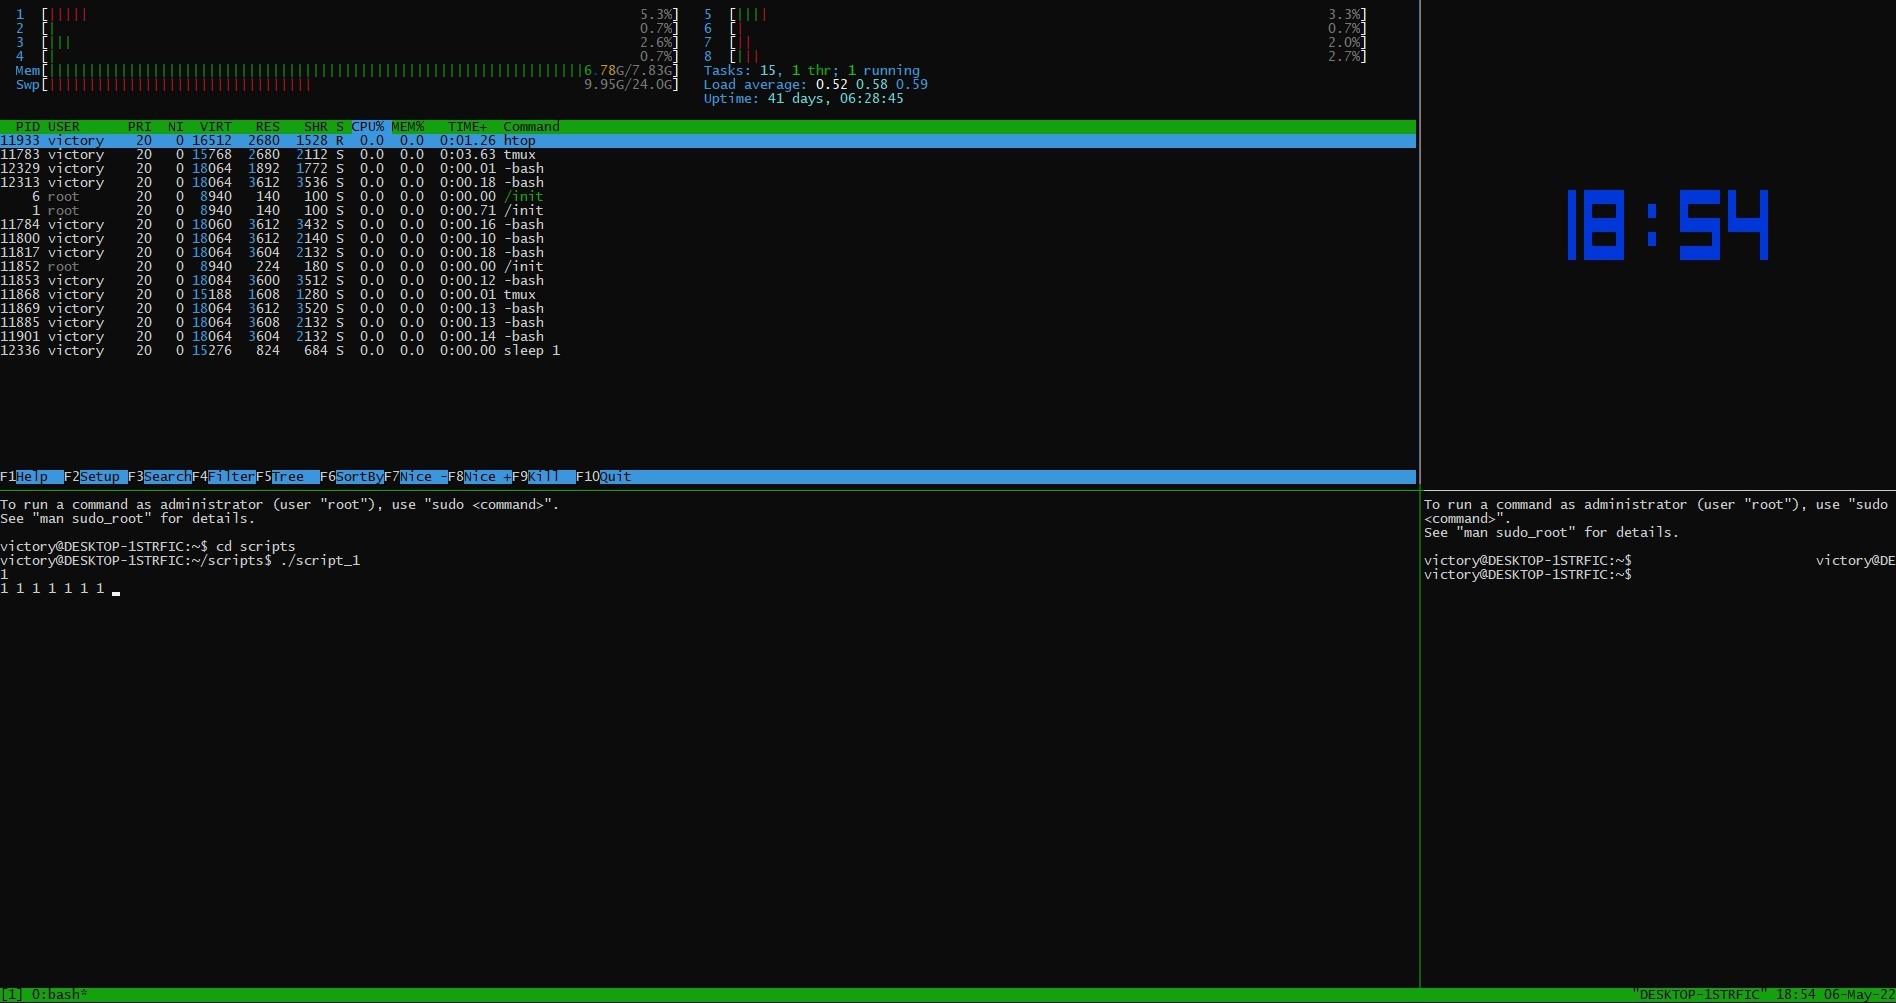 1 [||||| 5.3%] 5 [|||| 3.3%]
2 [| 0.7%] 6 [| 0.7%]
3 [||| 2.6%] 7 [|| 2.0%]
4 [| 0.7%] 8 [||| 2.7%]
Mem[||||||||||||||||||||||||||||||||||||||||||||||||||||||||||||||||||| 6.78G/7.83G] Tasks: 15, 1 thr; 1 running
Swp[||||||||||||||||||||||||||||||||| 9.95G/24.0G] Load average: 0.52 0.58 0.59
Uptime: 41 days, 06:28:45
PID USER PRI NI VIRT RES SHR S CPU% MEM% TIME+ Command
11933 victory 20 0 16512 2680 1528 R 0.0 0.0 0:01.26 htop
11783 victory 20 0 15768 2680 2112 S 0.0 0.0 0:03.63 tmux
12329 victory 20 0 18064 1892 1772 S 0.0 0.0 0:00.01 -bash
12313 victory 20 0 18064 3612 3536 S 0.0 0.0 0:00.18 -bash
6 root 20 0 8940 140 100 S 0.0 0.0 0:00.00 /init
1 root 20 0 8940 140 100 S 0.0 0.0 0:00.71 /init
11784 victory 20 0 18060 3612 3432 S 0.0 0.0 0:00.16 -bash
11800 victory 20 0 18064 3612 2140 S 0.0 0.0 0:00.10 -bash
11817 victory 20 0 18064 3604 2132 S 0.0 0.0 0:00.18 -bash
11852 root 20 0 8940 224 180 S 0.0 0.0 0:00.00 /init
11853 victory 20 0 18084 3600 3512 S 0.0 0.0 0:00.12 -bash
11868 victory 20 0 15188 1608 1280 S 0.0 0.0 0:00.01 tmux
11869 victory 20 0 18064 3612 3520 S 0.0 0.0 0:00.13 -bash
11885 victory 20 0 18064 3608 2132 S 0.0 0.0 0:00.13 -bash
11901 victory 20 0 18064 3604 2132 S 0.0 0.0 0:00.14 -bash
12336 victory 20 0 15276 824 684 S 0.0 0.0 0:00.00 sleep 1
F1Help F2Setup F3SearchF4FilterF5Tree F6SortByF7Nice -F8Nice +F9Kill F10Quit
18:54
To run a command as administrator (user "root"), use "sudo <command>".
See "man sudo_root" for details.
victory@DESKTOP-1STRFIC:~$ cd scripts
victory@DESKTOP-1STRFIC:~/scripts$ ./script_1
1
1 1 1 1 1 1 1
To run a command as administrator (user "root"), use "sudo
<command>".
See "man sudo_root" for details.
victory@DESKTOP-1STRFIC:~$ victory@DE
victory@DESKTOP-1STRFIC:~$
[1] 0:bash* "DESKTOP-1STRFIC" 18:54 06-May-22